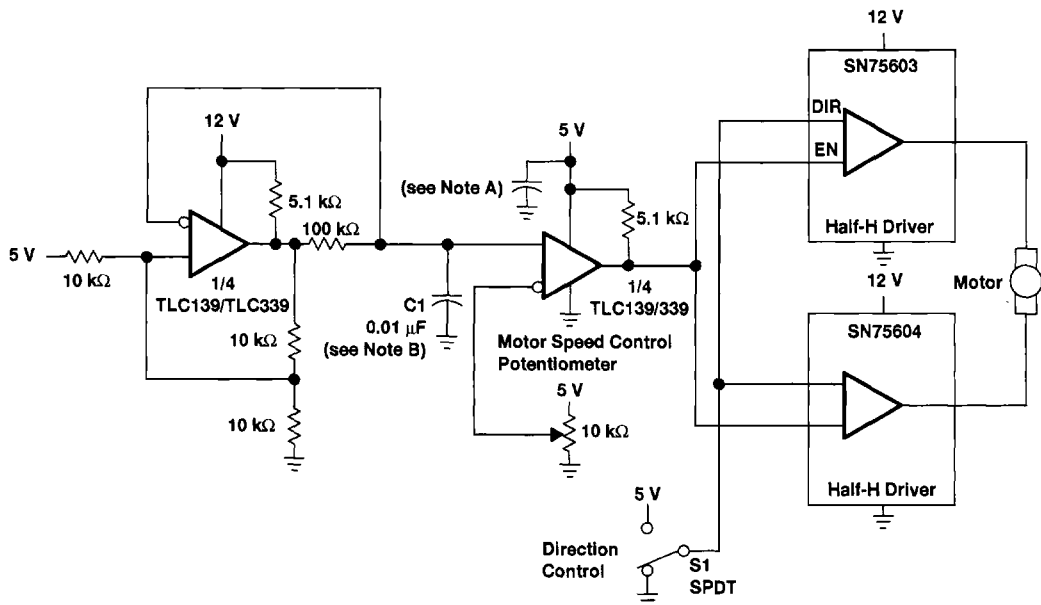 12 V
SN75603
DIR
EN
Half-H Driver
12 V
5.1 kΩ
100 kΩ
5 V
10 kΩ
1/4
TLC139/TLC339
10 kΩ
10 kΩ
C1
0.01 µF
(see Note B)
5 V
(see Note A)
5.1 kΩ
1/4
TLC139/339
Motor Speed Control
Potentiometer
5 V
10 kΩ
Motor
12 V
SN75604
Half-H Driver
5 V
Direction
Control
S1
SPDT